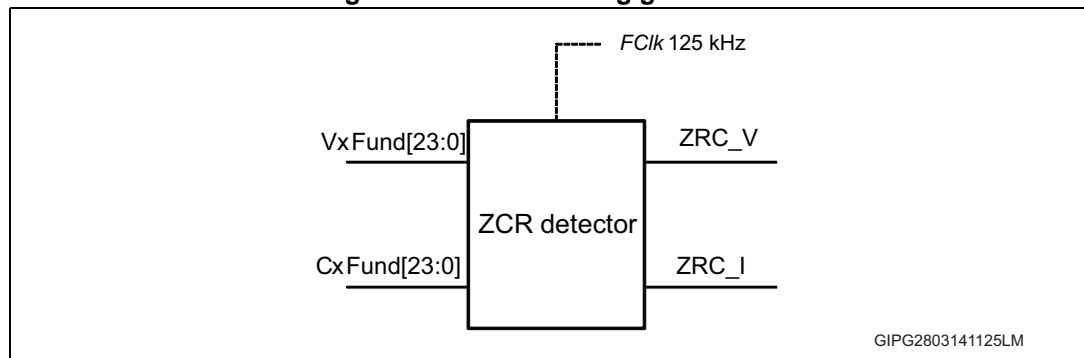 FClk 125 kHz
VxFund[23:0]
ZRC_V
ZCR detector
CxFund[23:0]
ZRC_I
GIPG2803141125LM